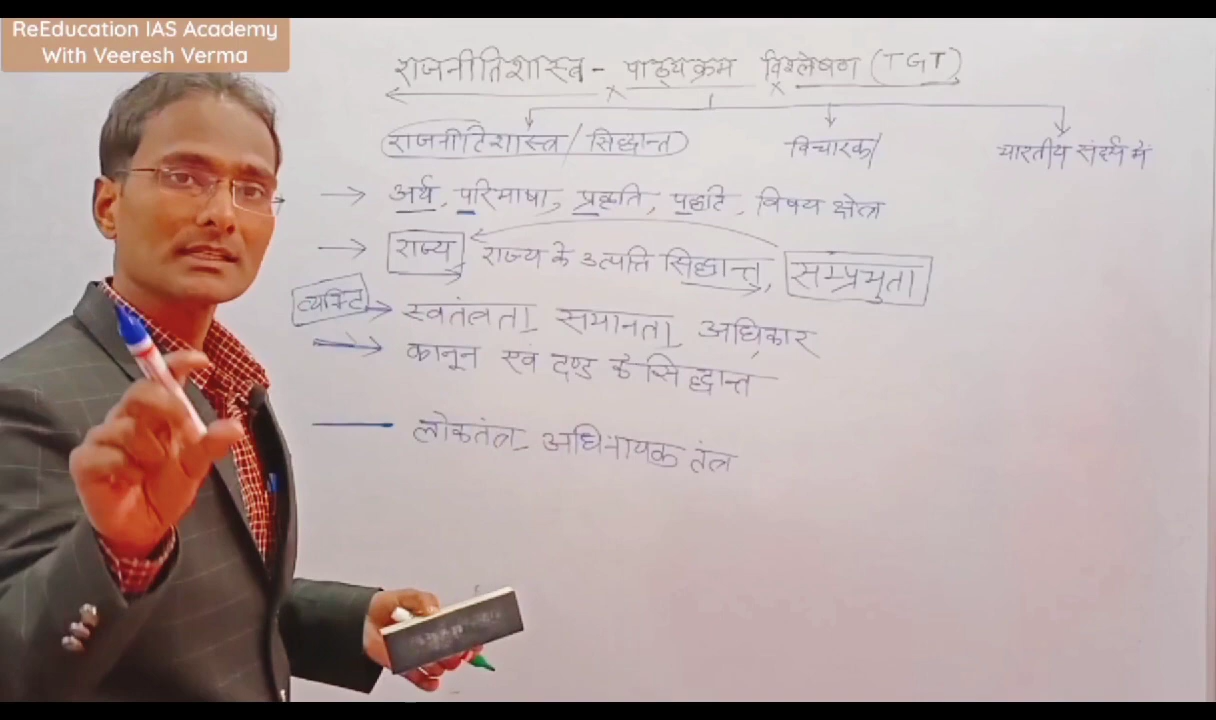 ReEducation IAS Academy
With Veeresh Verma
राजनीतिशास्त्र - पाठ्यक्रम विश्लेषण (TGT)
राजनीतिशास्त्र / सिद्धान्त विचारक भारतीय संदर्भ में
→ अर्थ, परिभाषा, प्रकृति, पद्धति, विषय क्षेत्र
→ राज्य, राज्य के उत्पत्ति सिद्धान्त, सम्प्रभुता
व्यक्ति → स्वतंत्रता, समानता, अधिकार
→ कानून एवं दण्ड के सिद्धान्त
लोकतंत्र, अधिनायक तंत्र